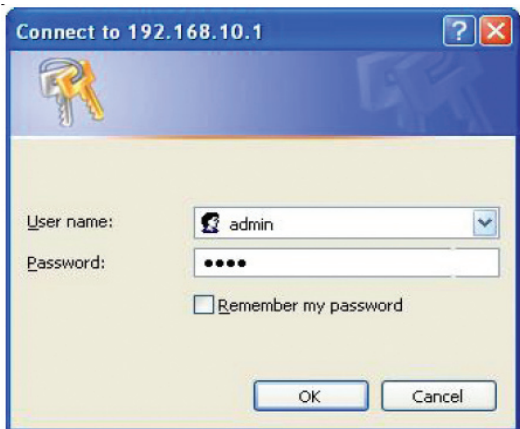 Connect to 192.168.10.1
User name:
admin
Password:
••••
Remember my password
OK
Cancel